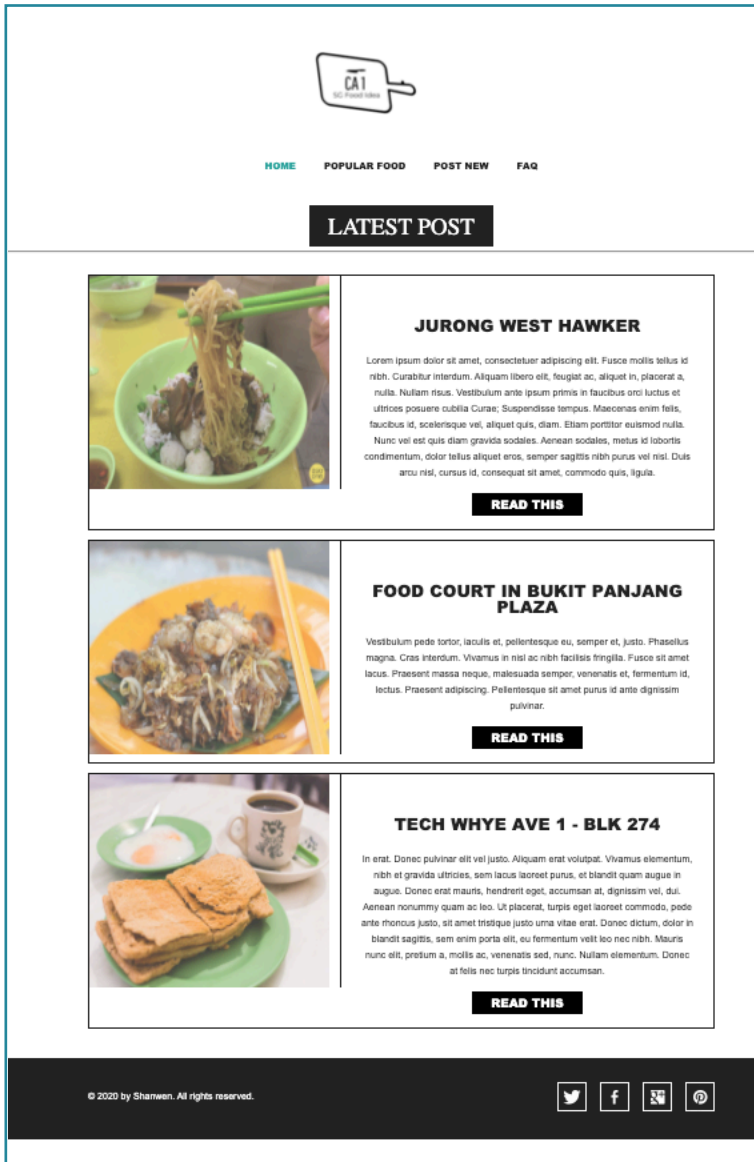 CA1
SC Food Idea
HOME POPULAR FOOD POST NEW FAQ
LATEST POST
JURONG WEST HAWKER
Lorem ipsum dolor sit amet, consectetuer adipiscing elit. Fusce mollis tellus id
nibh. Curabitur interdum. Aliquam libero elit, feugiat ac, aliquet in, placerat a,
nulla. Nullam risus. Vestibulum ante ipsum primis in faucibus orci luctus et
ultrices posuere cubilia Curae; Suspendisse tempus. Maecenas enim felis,
faucibus id, scelerisque vel, aliquet quis, diam. Etiam porttitor euismod nulla.
Nunc vel est quis diam gravida sodales. Aenean sodales, metus id lobortis
condimentum, dolor tellus aliquet eros, semper sagittis nibh purus vel nisl. Duis
arcu nisl, cursus id, consequat sit amet, commodo quis, ligula.
READ THIS
FOOD COURT IN BUKIT PANJANG
PLAZA
Vestibulum pede tortor, iaculis et, pellentesque eu, semper et, justo. Phasellus
magna. Cras interdum. Vivamus in nisl ac nibh facilisis fringilla. Fusce sit amet
lacus. Praesent massa neque, malesuada semper, venenatis et, fermentum id,
lectus. Praesent adipiscing. Pellentesque sit amet purus id ante dignissim
pulvinar.
READ THIS
TECH WHYE AVE 1 - BLK 274
In erat. Donec pulvinar elit vel justo. Aliquam erat volutpat. Vivamus elementum,
nibh et gravida ultricies, sem lacus laoreet purus, et blandit quam augue in
augue. Donec erat mauris, hendrerit eget, accumsan at, dignissim vel, dui.
Aenean nonummy quam ac leo. Ut placerat, turpis eget laoreet commodo, pede
ante rhoncus justo, sit amet tristique justo urna vitae erat. Donec dictum, dolor in
blandit sagittis, sem enim porta elit, eu fermentum velit leo nec nibh. Mauris
nunc elit, pretium a, mollis ac, venenatis sed, nunc. Nullam elementum. Donec
at felis nec turpis tincidunt accumsan.
READ THIS
© 2020 by Shanwen. All rights reserved.